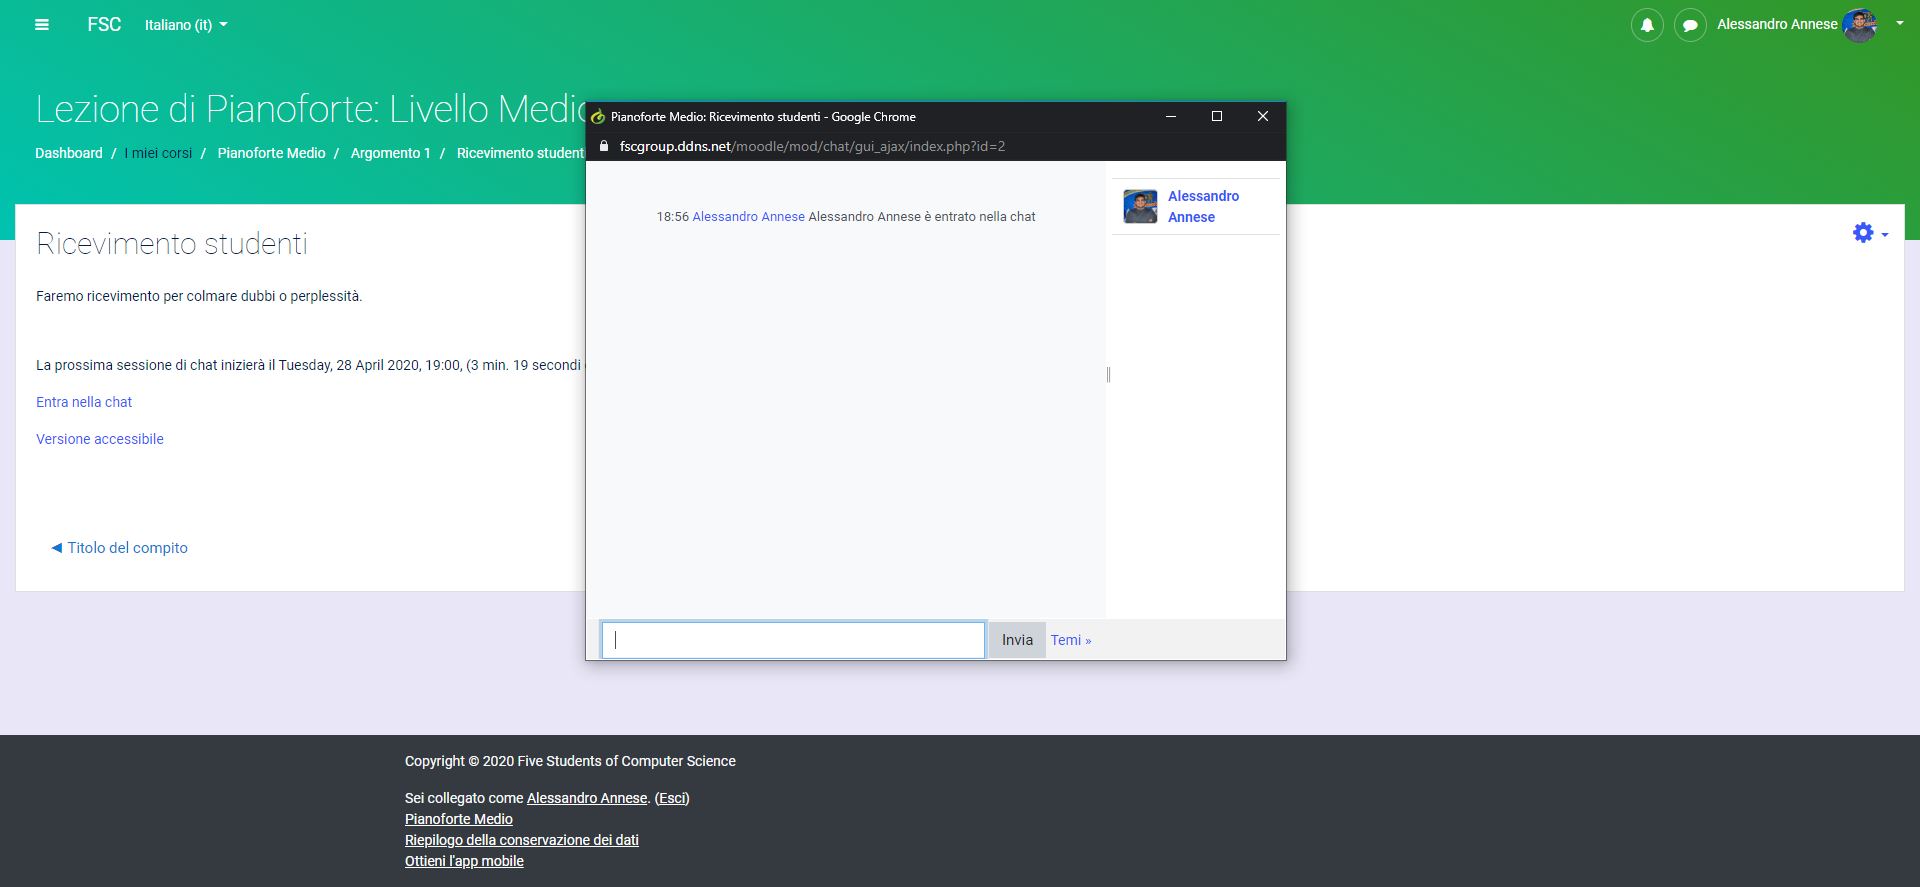 FSC
Italiano (it)
Alessandro Annese
Lezione di Pianoforte: Livello Medio
Dashboard / I miei corsi / Pianoforte Medio / Argomento 1 / Ricevimento student
Pianoforte Medio: Ricevimento studenti - Google Chrome
fscgroup.ddns.net/moodle/mod/chat/gui_ajax/index.php?id=2
18:56 Alessandro Annese Alessandro Annese è entrato nella chat
Alessandro
Annese
Invia
Temi »
Ricevimento studenti
Faremo ricevimento per colmare dubbi o perplessità.
La prossima sessione di chat inizierà il Tuesday, 28 April 2020, 19:00, (3 min. 19 secondi
Entra nella chat
Versione accessibile
◄ Titolo del compito
Copyright © 2020 Five Students of Computer Science
Sei collegato come Alessandro Annese. (Esci)
Pianoforte Medio
Riepilogo della conservazione dei dati
Ottieni l'app mobile